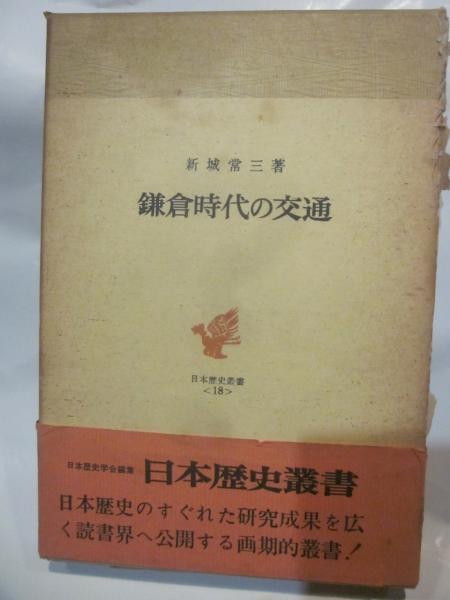 新城常三著
鎌倉時代の交通
日本歴史叢書
<18>
日本歴史学会編集 日本歴史叢書
日本歴史のすぐれた研究成果を広
く読書界へ公開する画期的叢書!